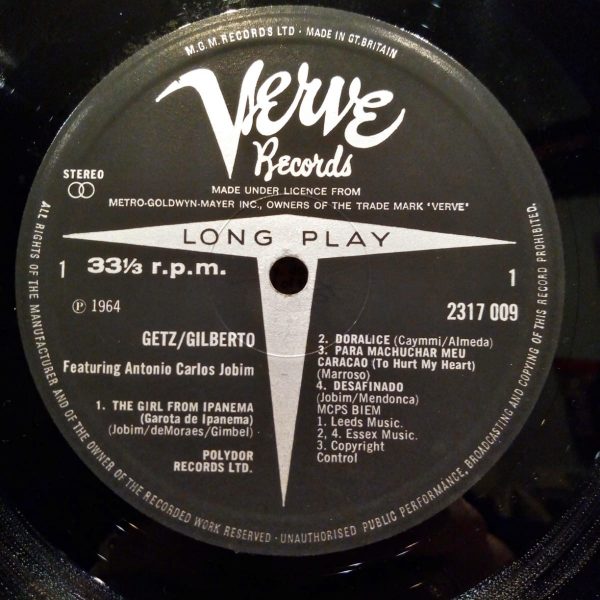 M.G.M. RECORDS LTD · MADE IN GT. BRITAIN
Verve
Records
STEREO
MADE UNDER LICENCE FROM
METRO-GOLDWYN-MAYER INC., OWNERS OF THE TRADE MARK "VERVE"
LONG PLAY
1 33⅓ r.p.m.
1
℗ 1964
2317 009
GETZ/GILBERTO
Featuring Antonio Carlos Jobim
1. THE GIRL FROM IPANEMA
(Garota de Ipanema)
(Jobim/deMoraes/Gimbel)
POLYDOR
RECORDS LTD.
2. DORALICE (Caymmi/Almeda)
3. PARA MACHUCHAR MEU
CARACAO (To Hurt My Heart)
(Marroso)
4. DESAFINADO
(Jobim/Mendonca)
MCPS BIEM
1. Leeds Music.
2, 4. Essex Music.
3. Copyright
Control
ALL RIGHTS OF THE MANUFACTURER AND OF THE OWNER OF THE RECORDED WORK RESERVED · UNAUTHORISED PUBLIC PERFORMANCE, BROADCASTING AND COPYING OF THIS RECORD PROHIBITED.